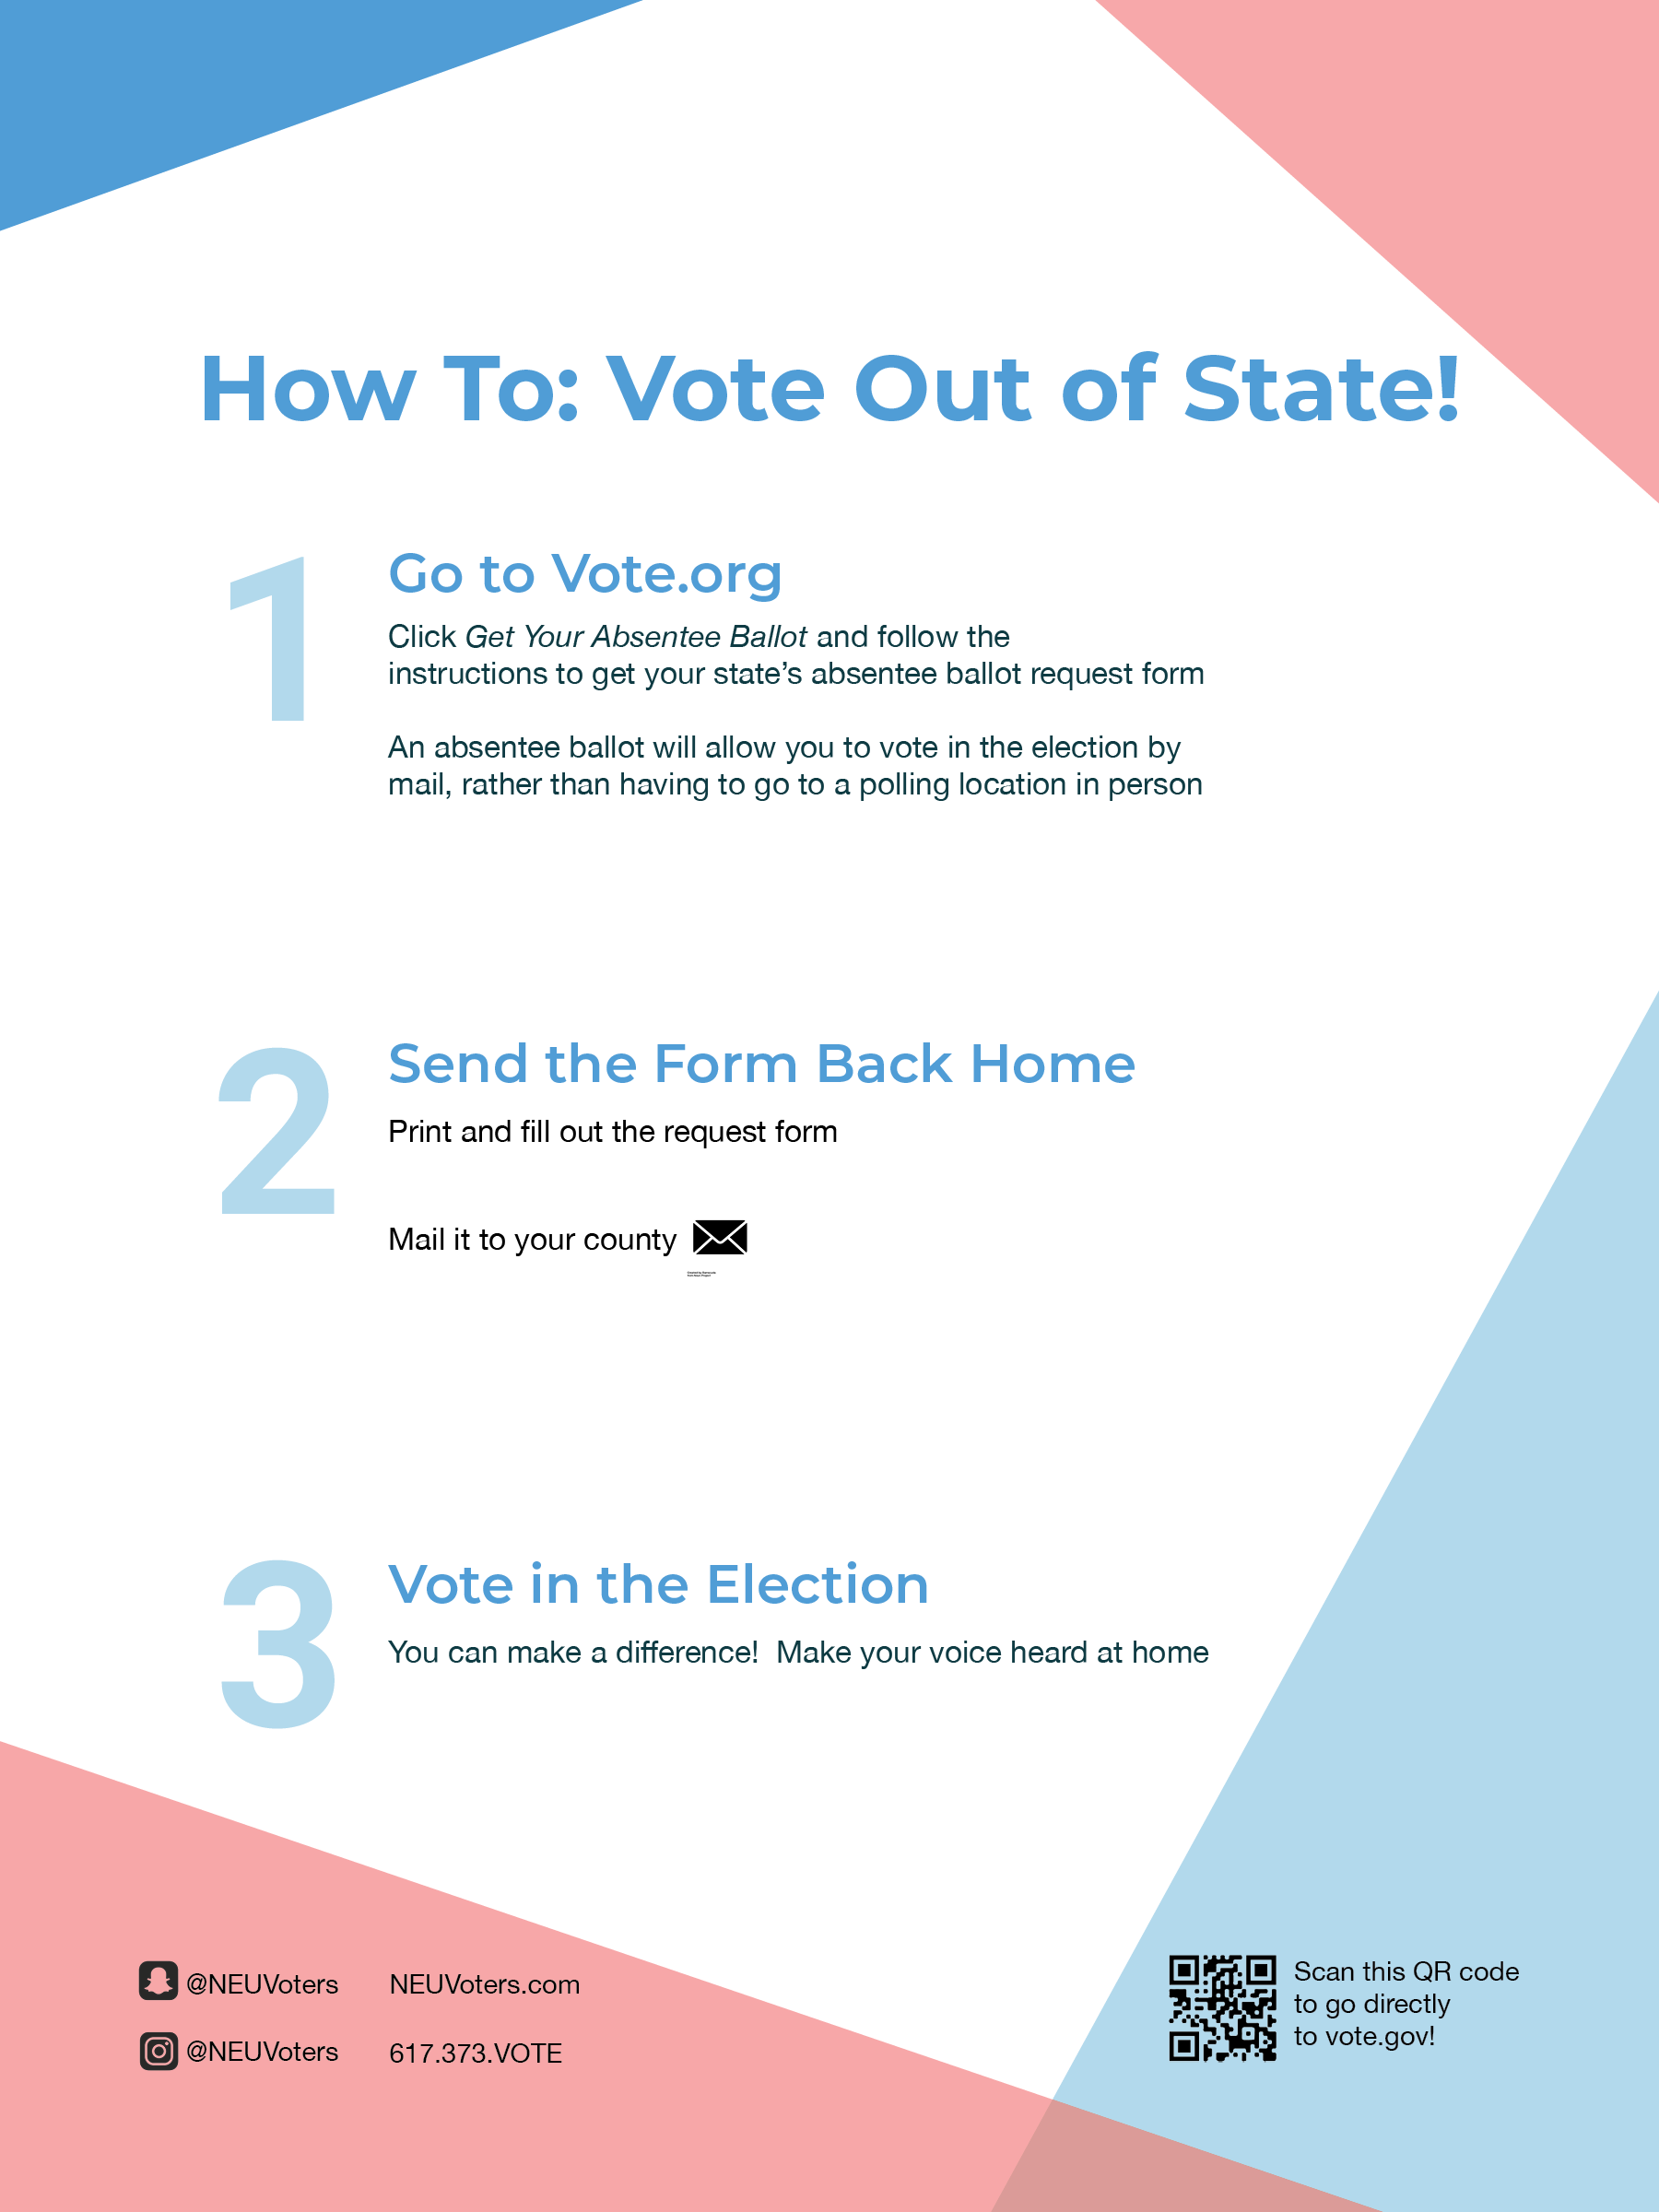 How To: Vote Out of State!
1
Go to Vote.org
Click Get Your Absentee Ballot and follow the
instructions to get your state’s absentee ballot request form
An absentee ballot will allow you to vote in the election by
mail, rather than having to go to a polling location in person
2
Send the Form Back Home
Print and fill out the request form
Mail it to your county
3
Vote in the Election
You can make a difference!  Make your voice heard at home
@NEUVoters
NEUVoters.com
@NEUVoters
617.373.VOTE
Scan this QR code
to go directly
to vote.gov!